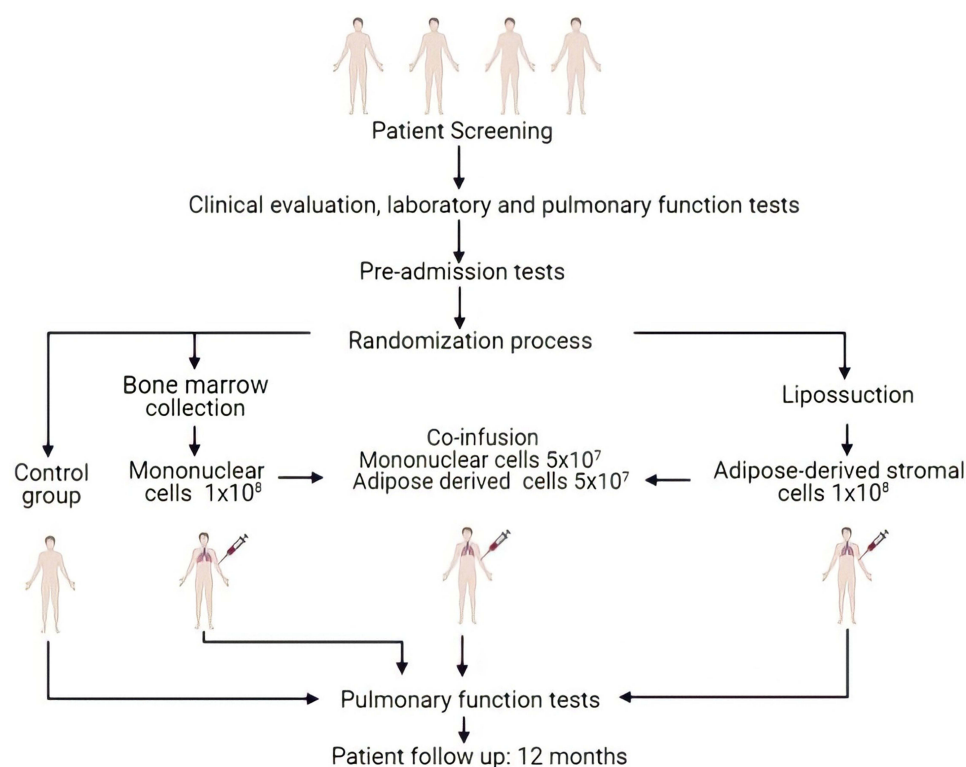 Patient Screening
Clinical evaluation, laboratory and pulmonary function tests
Pre-admission tests
Randomization process
Bone marrow
collection
Lipossuction
Control
group
Mononuclear
cells 1x10⁸
Co-infusion
Mononuclear cells 5x10⁷
Adipose derived cells 5x10⁷
Adipose-derived stromal
cells 1x10⁸
Pulmonary function tests
Patient follow up: 12 months